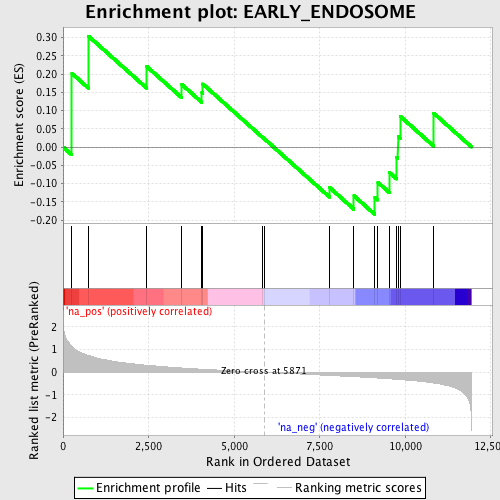 Enrichment plot: EARLY_ENDOSOME
Enrichment score (ES)
0.30
0.25
0.20
0.15
0.10
0.05
0.00
-0.05
-0.10
-0.15
-0.20
'na_pos' (positively correlated)
Ranked list metric (PreRanked)
2
1
0
-1
-2
Zero cross at 5871
'na_neg' (negatively correlated)
0 2,500 5,000 7,500 10,000 12,500
Rank in Ordered Dataset
Enrichment profile Hits Ranking metric scores